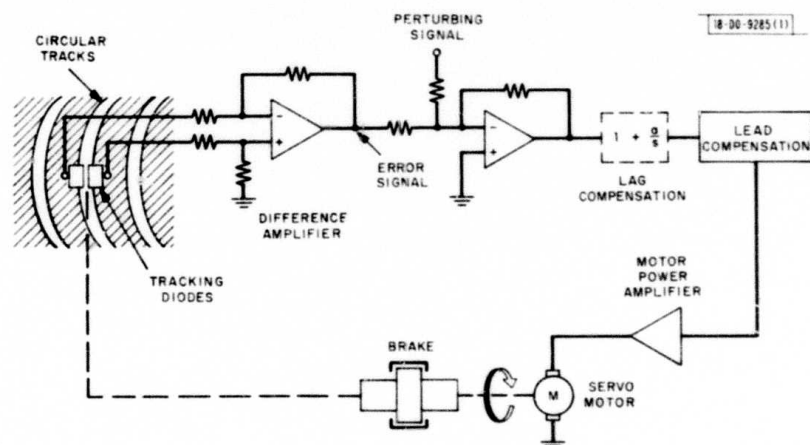 PERTURBING
SIGNAL
18-DO-9285(1)
CIRCULAR
TRACKS
-
+
-
+
1 + a/s
LEAD
COMPENSATION
ERROR
SIGNAL
LAG
COMPENSATION
DIFFERENCE
AMPLIFIER
TRACKING
DIODES
MOTOR
POWER
AMPLIFIER
BRAKE
M
SERVO
MOTOR